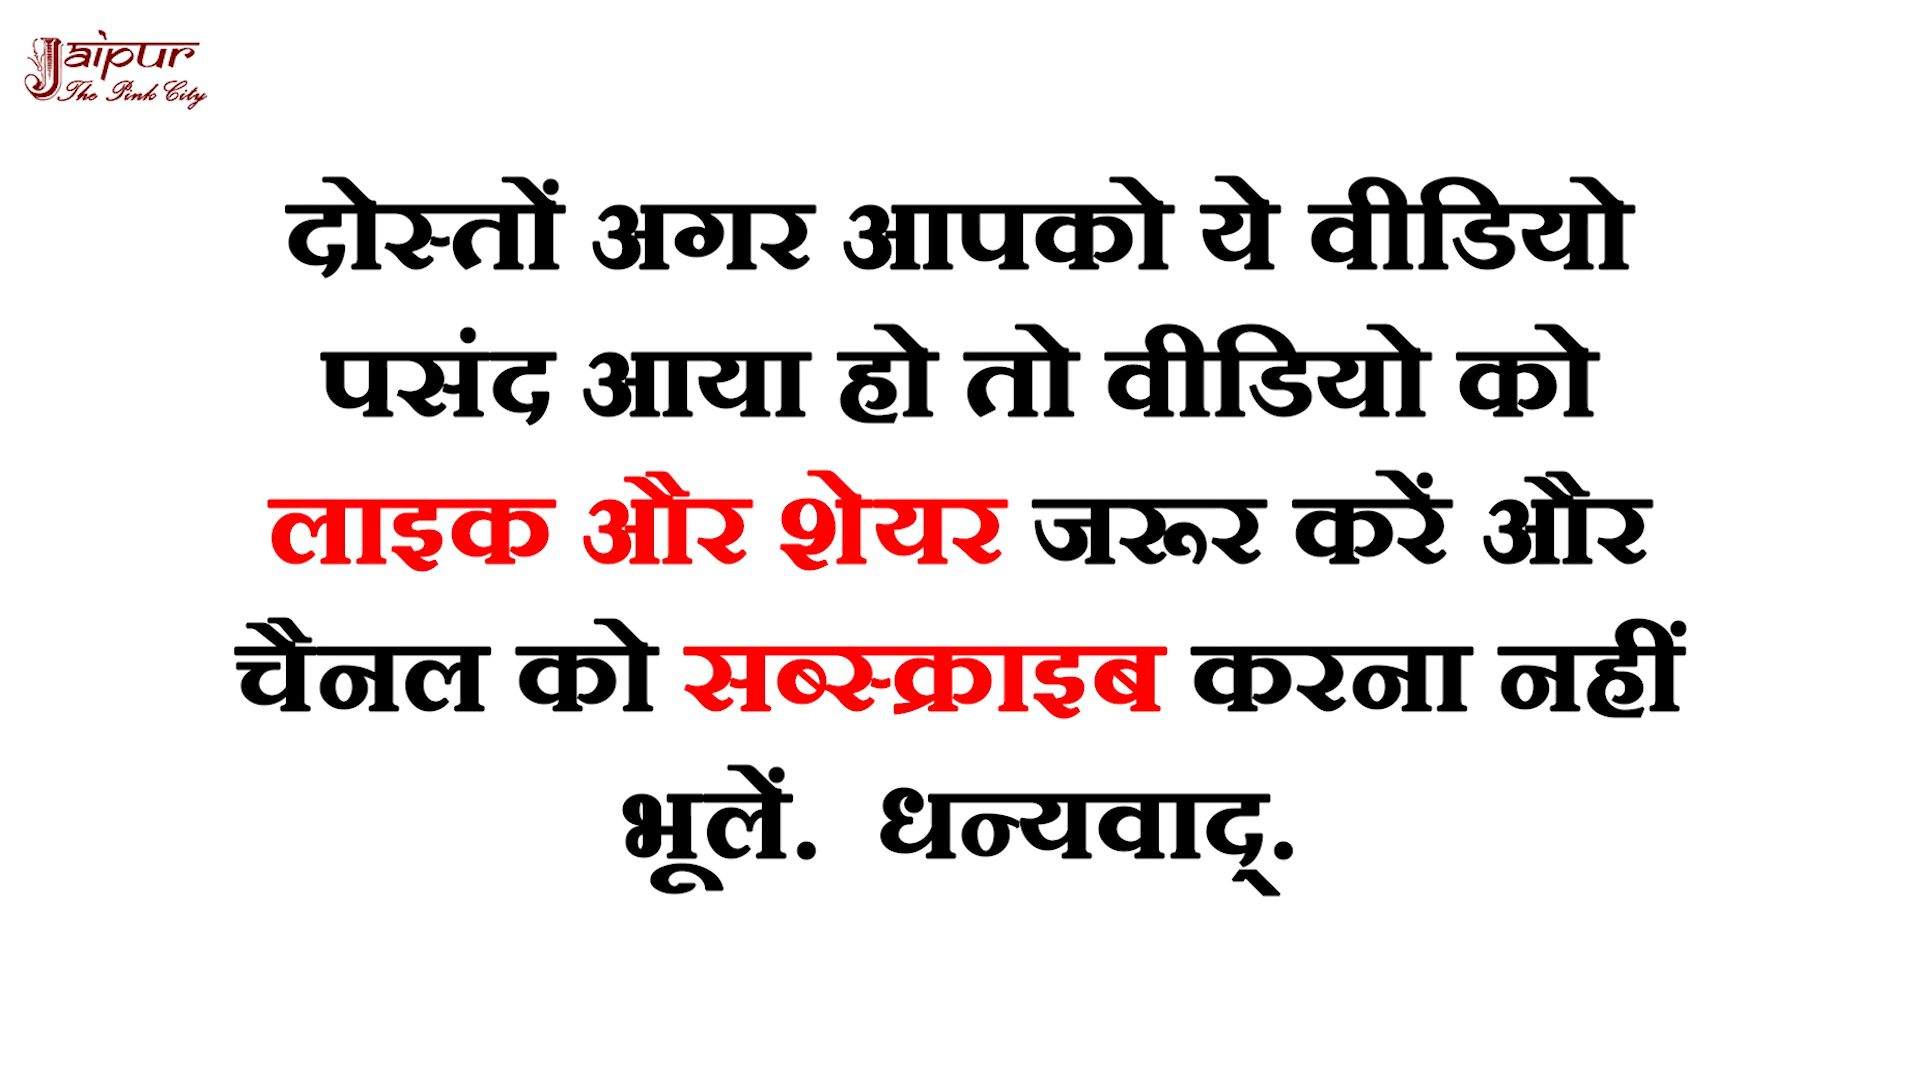 Jaipur
The Pink City
दोस्तों अगर आपको ये वीडियो
पसंद आया हो तो वीडियो को
लाइक और शेयर जरूर करें और
चैनल को सब्स्क्राइब करना नहीं
भूलें. धन्यवाद्.